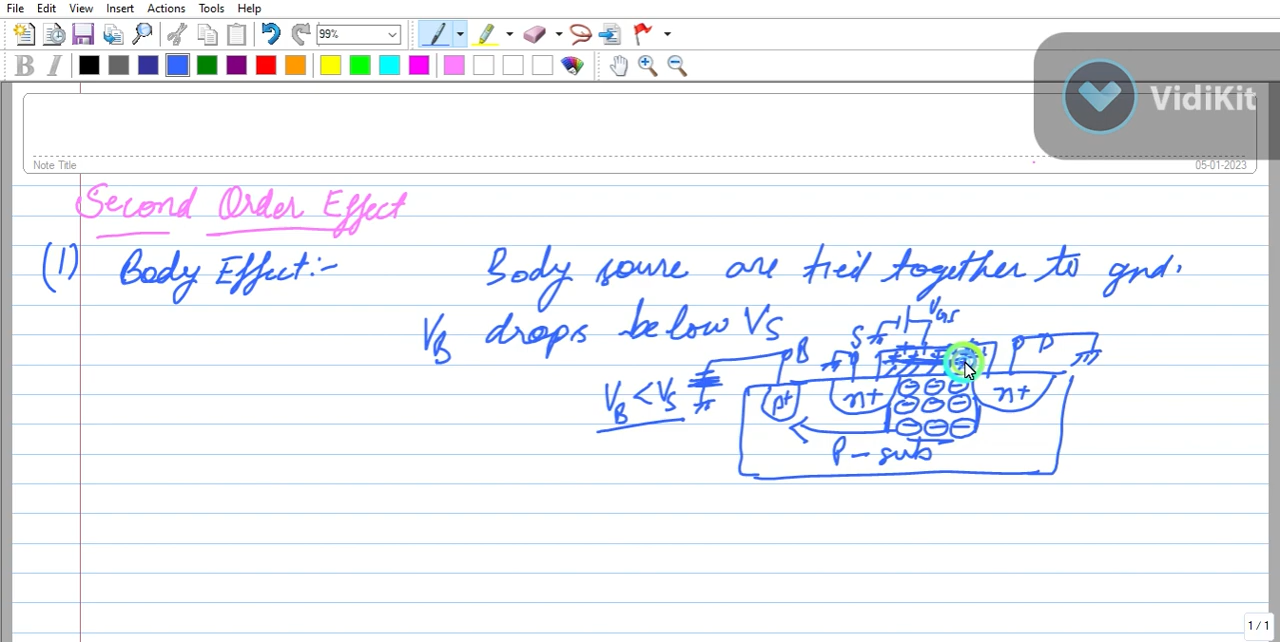 File Edit View Insert Actions Tools Help
99%
B I
VidiKit
Note Title
05-01-2023
Second Order Effect
(1) Body Effect:- Body soure are tied together to gnd.
VB drops below VS
VGS
S
B
D
VB < VS
p+ n+ n+
P-sub
1 / 1